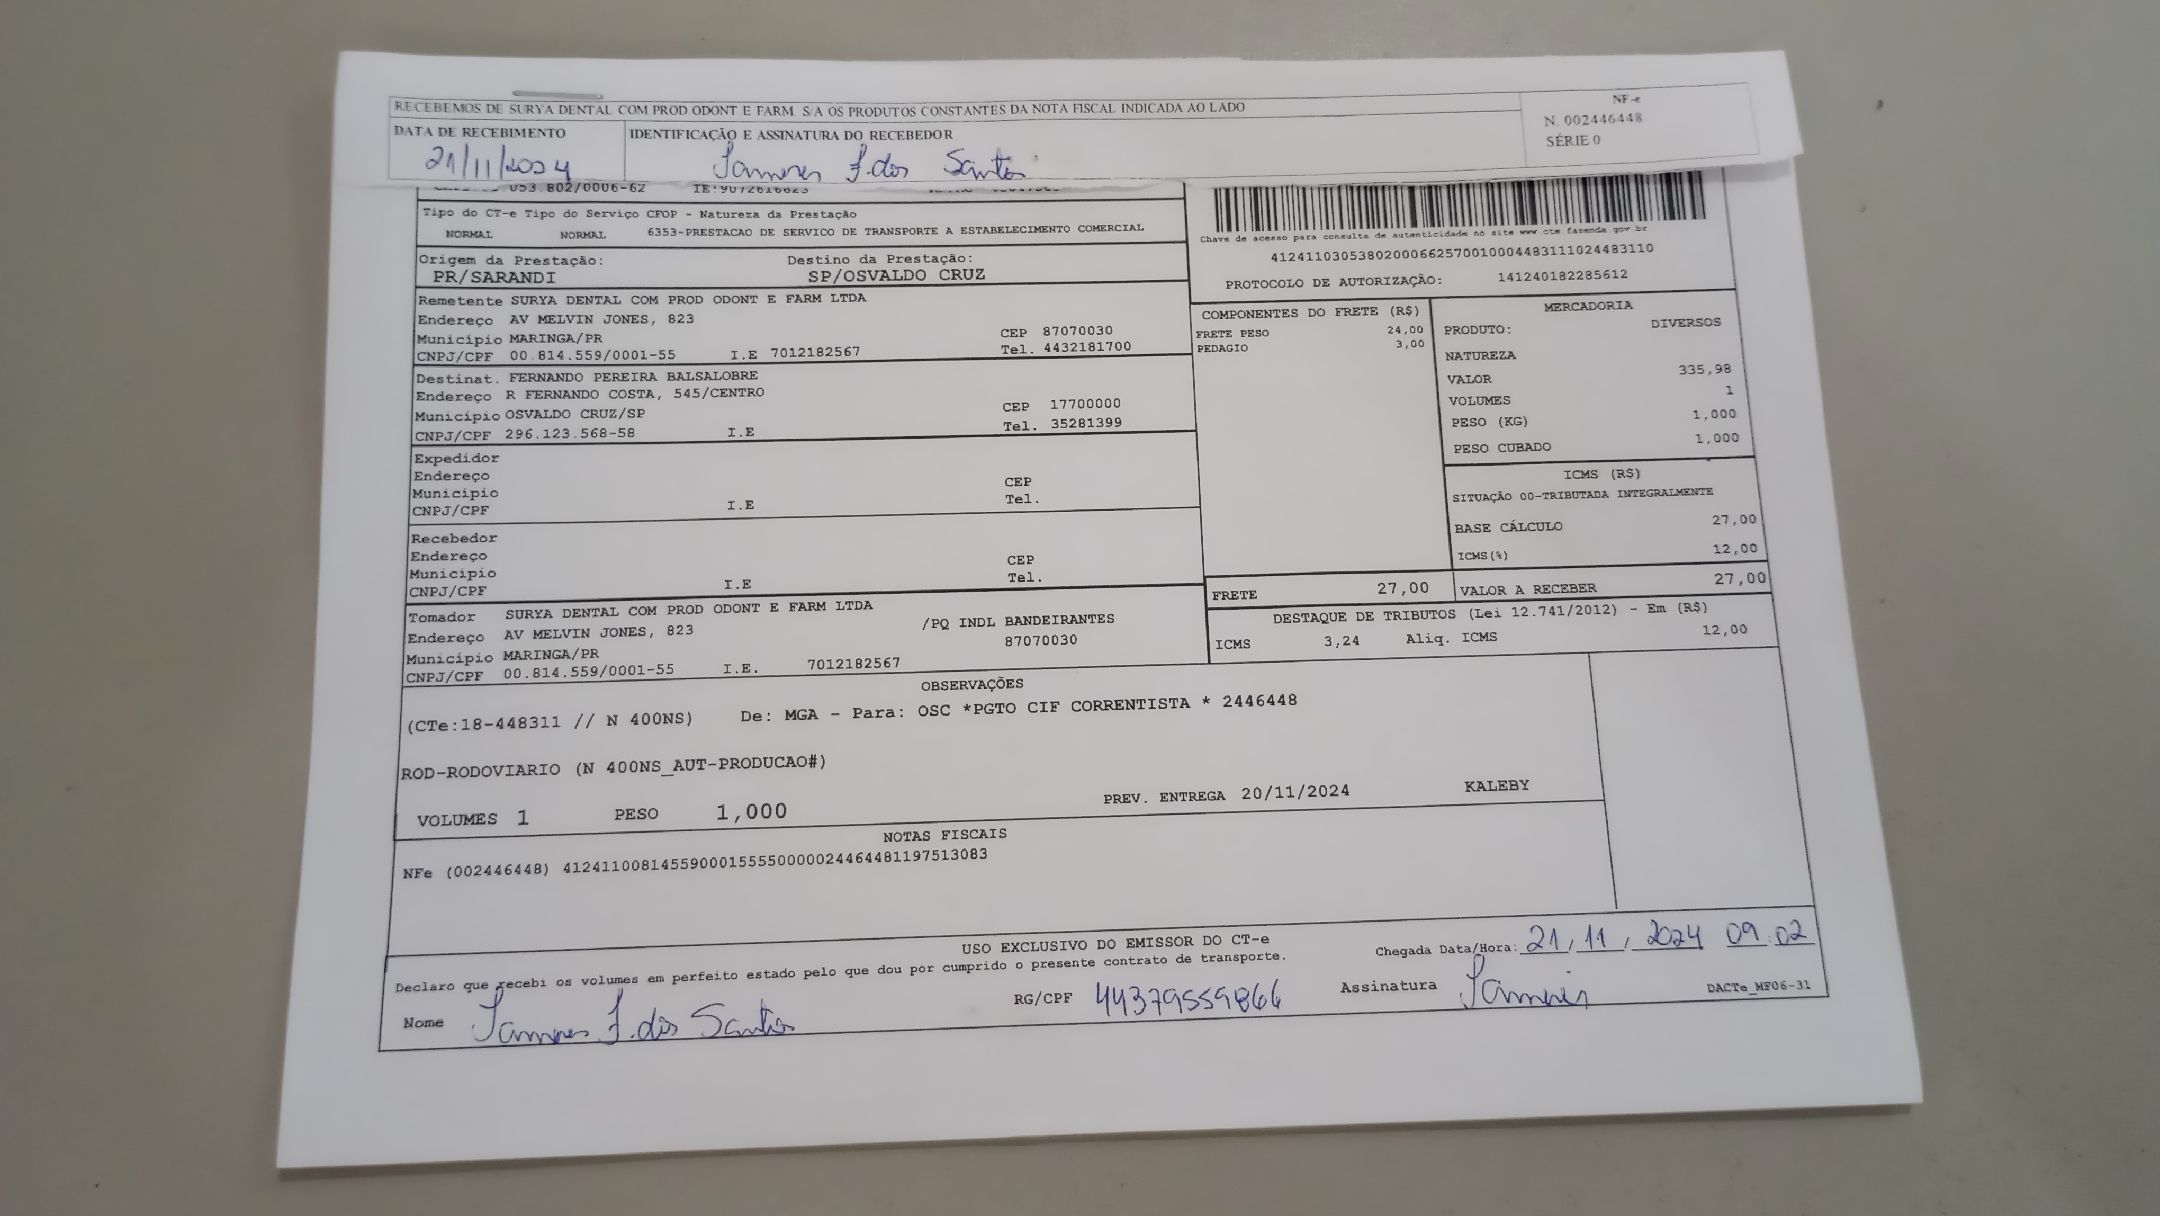 RECEBEMOS DE SURYA DENTAL COM PROD ODONT E FARM S/A OS PRODUTOS CONSTANTES DA NOTA FISCAL INDICADA AO LADO
NF-e
N. 002446448
SÉRIE 0
DATA DE RECEBIMENTO
21/11/2024
IDENTIFICAÇÃO E ASSINATURA DO RECEBEDOR
J. dos Santos
053.802/0006-62
Tipo do CT-e Tipo do Serviço CFOP - Natureza da Prestação
NORMAL NORMAL 6353-PRESTACAO DE SERVICO DE TRANSPORTE A ESTABELECIMENTO COMERCIAL
Origem da Prestação: Destino da Prestação:
PR/SARANDI SP/OSVALDO CRUZ
Chave de acesso para consulta de autenticidade no site www.cte.fazenda.gov.br
41241103053802000662570010004483111024483110
PROTOCOLO DE AUTORIZAÇÃO: 141240182285612
Remetente SURYA DENTAL COM PROD ODONT E FARM LTDA
Endereço AV MELVIN JONES, 823
Município MARINGA/PR CEP 87070030
CNPJ/CPF 00.814.559/0001-55 I.E 7012182567 Tel. 4432181700
Destinat. FERNANDO PEREIRA BALSALOBRE
Endereço R FERNANDO COSTA, 545/CENTRO
Município OSVALDO CRUZ/SP CEP 17700000
CNPJ/CPF 296.123.568-58 I.E Tel. 35281399
Expedidor
Endereço
Município CEP
CNPJ/CPF I.E Tel.
Recebedor
Endereço
Município CEP
CNPJ/CPF I.E Tel.
Tomador SURYA DENTAL COM PROD ODONT E FARM LTDA
Endereço AV MELVIN JONES, 823 /PQ INDL BANDEIRANTES
Município MARINGA/PR 87070030
CNPJ/CPF 00.814.559/0001-55 I.E. 7012182567
COMPONENTES DO FRETE (R$)
FRETE PESO 24,00
PEDAGIO 3,00
MERCADORIA
PRODUTO: DIVERSOS
NATUREZA
VALOR 335,98
VOLUMES 1
PESO (KG) 1,000
PESO CUBADO 1,000
ICMS (R$)
SITUAÇÃO 00-TRIBUTADA INTEGRALMENTE
BASE CÁLCULO 27,00
ICMS(%) 12,00
FRETE 27,00 VALOR A RECEBER 27,00
DESTAQUE DE TRIBUTOS (Lei 12.741/2012) - Em (R$)
ICMS 3,24 Aliq. ICMS 12,00
OBSERVAÇÕES
(CTe:18-448311 // N 400NS) De: MGA - Para: OSC *PGTO CIF CORRENTISTA * 2446448
ROD-RODOVIARIO (N 400NS_AUT-PRODUCAO#)
VOLUMES 1 PESO 1,000 PREV. ENTREGA 20/11/2024 KALEBY
NOTAS FISCAIS
NFe (002446448) 41241100814559000155550000024464481197513083
USO EXCLUSIVO DO EMISSOR DO CT-e
Chegada Data/Hora: 21/11/2024 09:02
Declaro que recebi os volumes em perfeito estado pelo que dou por cumprido o presente contrato de transporte.
Nome J. dos Santos RG/CPF 44379559866 Assinatura
DACTe_MF06-31